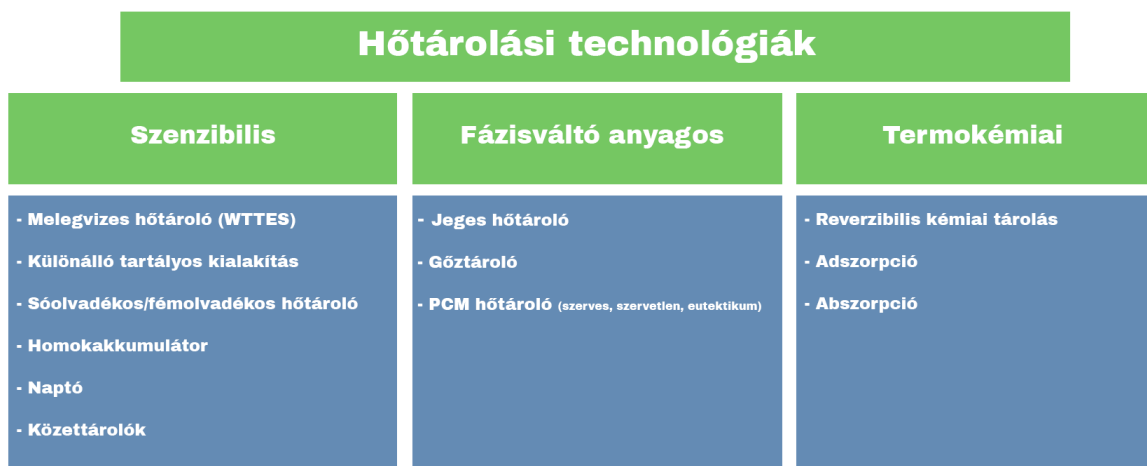 Hőtárolási technológiák
Szenzibilis
- Melegvizes hőtároló (WTTES)
- Különálló tartályos kialakítás
- Sóolvadékos/fémolvadékos hőtároló
- Homokakkumulátor
- Naptó
- Közettárolók
Fázisváltó anyagos
- Jeges hőtároló
- Gőztároló
- PCM hőtároló (szerves, szervetlen, eutektikum)
Termokémiai
- Reverzibilis kémiai tárolás
- Adszorpció
- Abszorpció